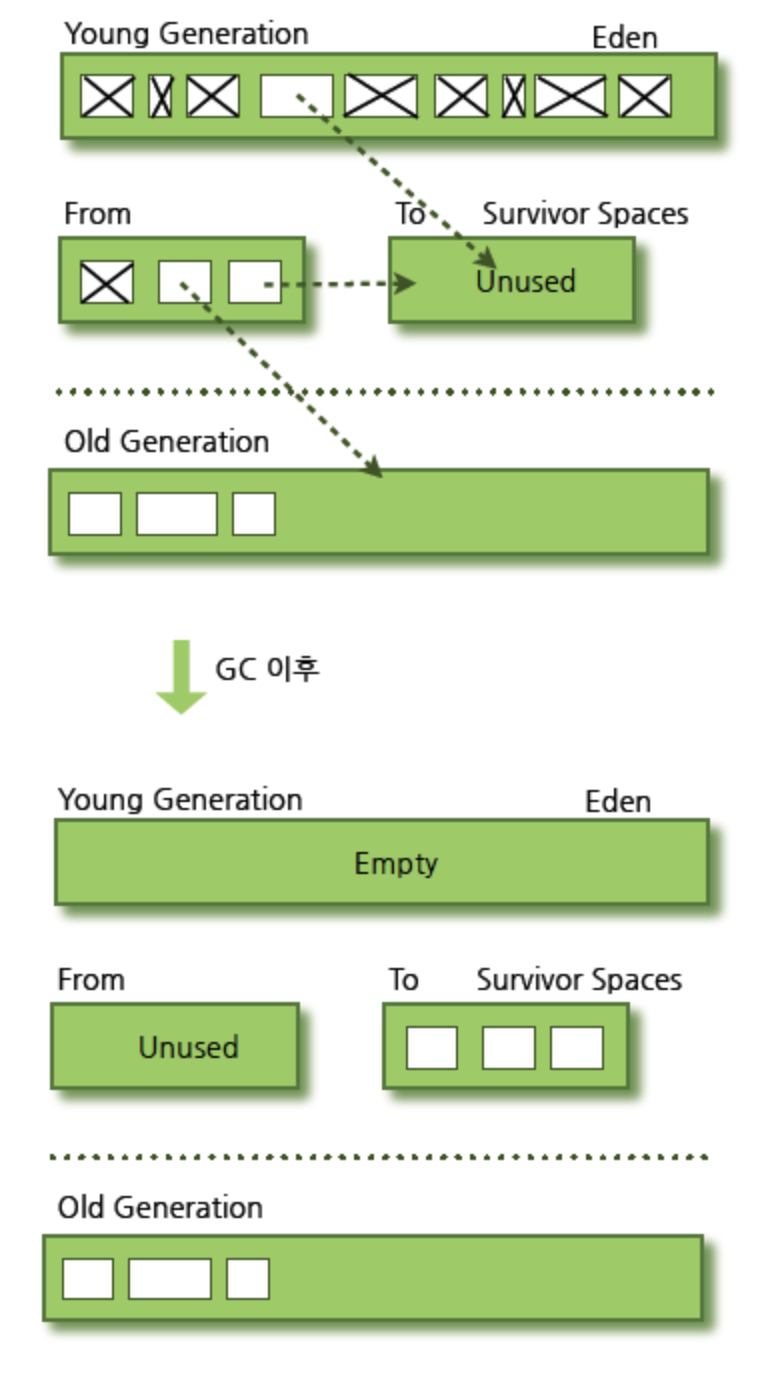 Young Generation Eden
From To Survivor Spaces
Unused
Old Generation
GC 이후
Young Generation Eden
Empty
From To Survivor Spaces
Unused
Old Generation